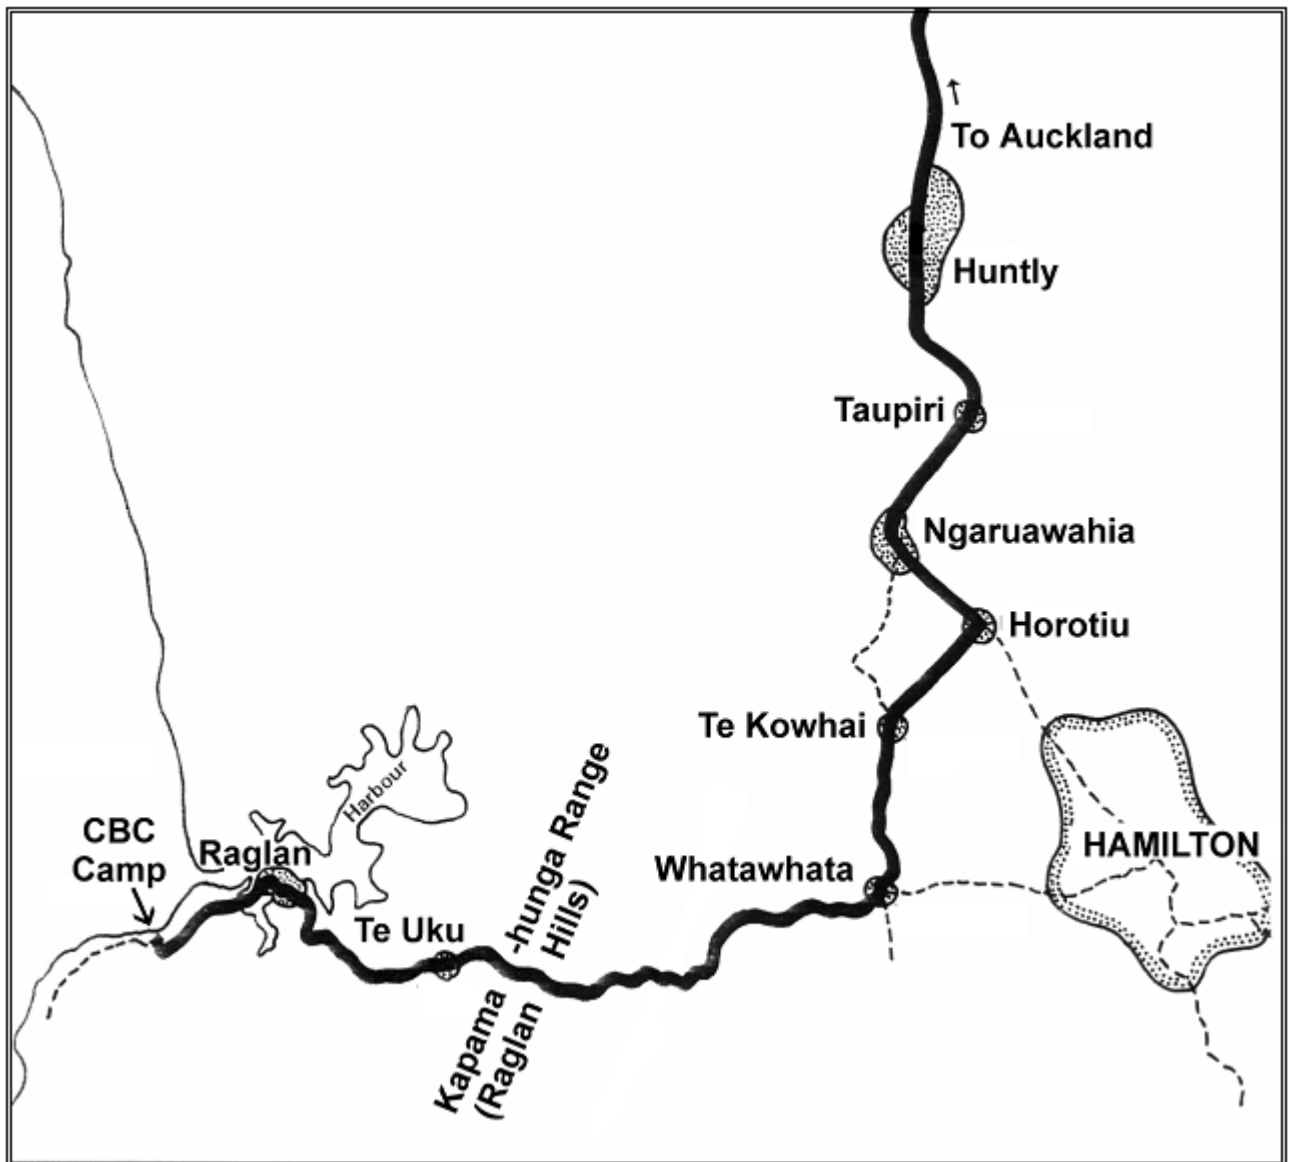 To Auckland
Huntly
Taupiri
Ngaruawahia
Horotiu
Te Kowhai
Harbour
CBC
Camp
Raglan
HAMILTON
Whatawhata
Te Uku
Kapama
-hunga Range
(Raglan
Hills)